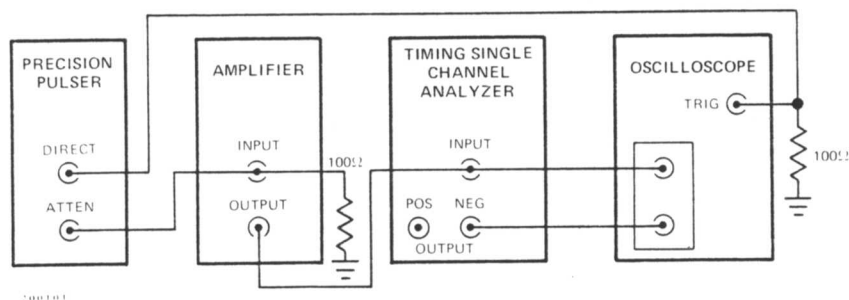 PRECISION
PULSER
DIRECT
ATTEN
AMPLIFIER
INPUT
OUTPUT
100Ω
TIMING SINGLE
CHANNEL
ANALYZER
INPUT
POS NEG
OUTPUT
OSCILLOSCOPE
TRIG
100Ω